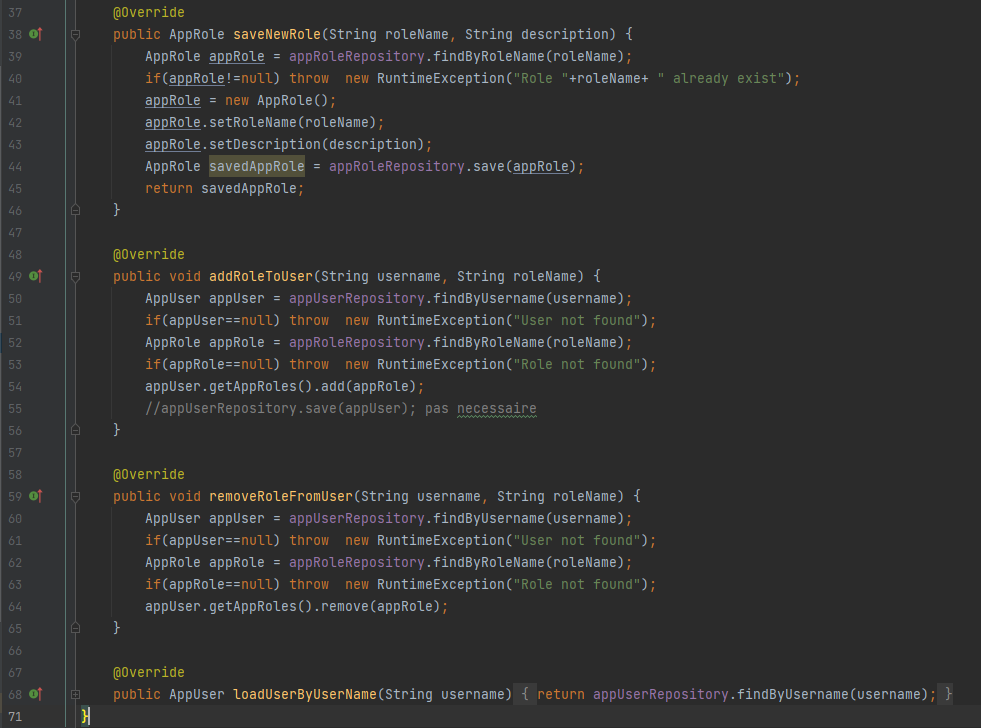 37 @Override
38 public AppRole saveNewRole(String roleName, String description) {
39 AppRole appRole = appRoleRepository.findByRoleName(roleName);
40 if(appRole!=null) throw  new RuntimeException("Role "+roleName+ " already exist");
41 appRole = new AppRole();
42 appRole.setRoleName(roleName);
43 appRole.setDescription(description);
44 AppRole savedAppRole = appRoleRepository.save(appRole);
45 return savedAppRole;
46 }
47
48 @Override
49 public void addRoleToUser(String username, String roleName) {
50 AppUser appUser = appUserRepository.findByUsername(username);
51 if(appUser==null) throw  new RuntimeException("User not found");
52 AppRole appRole = appRoleRepository.findByRoleName(roleName);
53 if(appRole==null) throw  new RuntimeException("Role not found");
54 appUser.getAppRoles().add(appRole);
55 //appUserRepository.save(appUser); pas necessaire
56 }
57
58 @Override
59 public void removeRoleFromUser(String username, String roleName) {
60 AppUser appUser = appUserRepository.findByUsername(username);
61 if(appUser==null) throw  new RuntimeException("User not found");
62 AppRole appRole = appRoleRepository.findByRoleName(roleName);
63 if(appRole==null) throw  new RuntimeException("Role not found");
64 appUser.getAppRoles().remove(appRole);
65 }
66
67 @Override
68 public AppUser loadUserByUserName(String username) { return appUserRepository.findByUsername(username); }
71 }